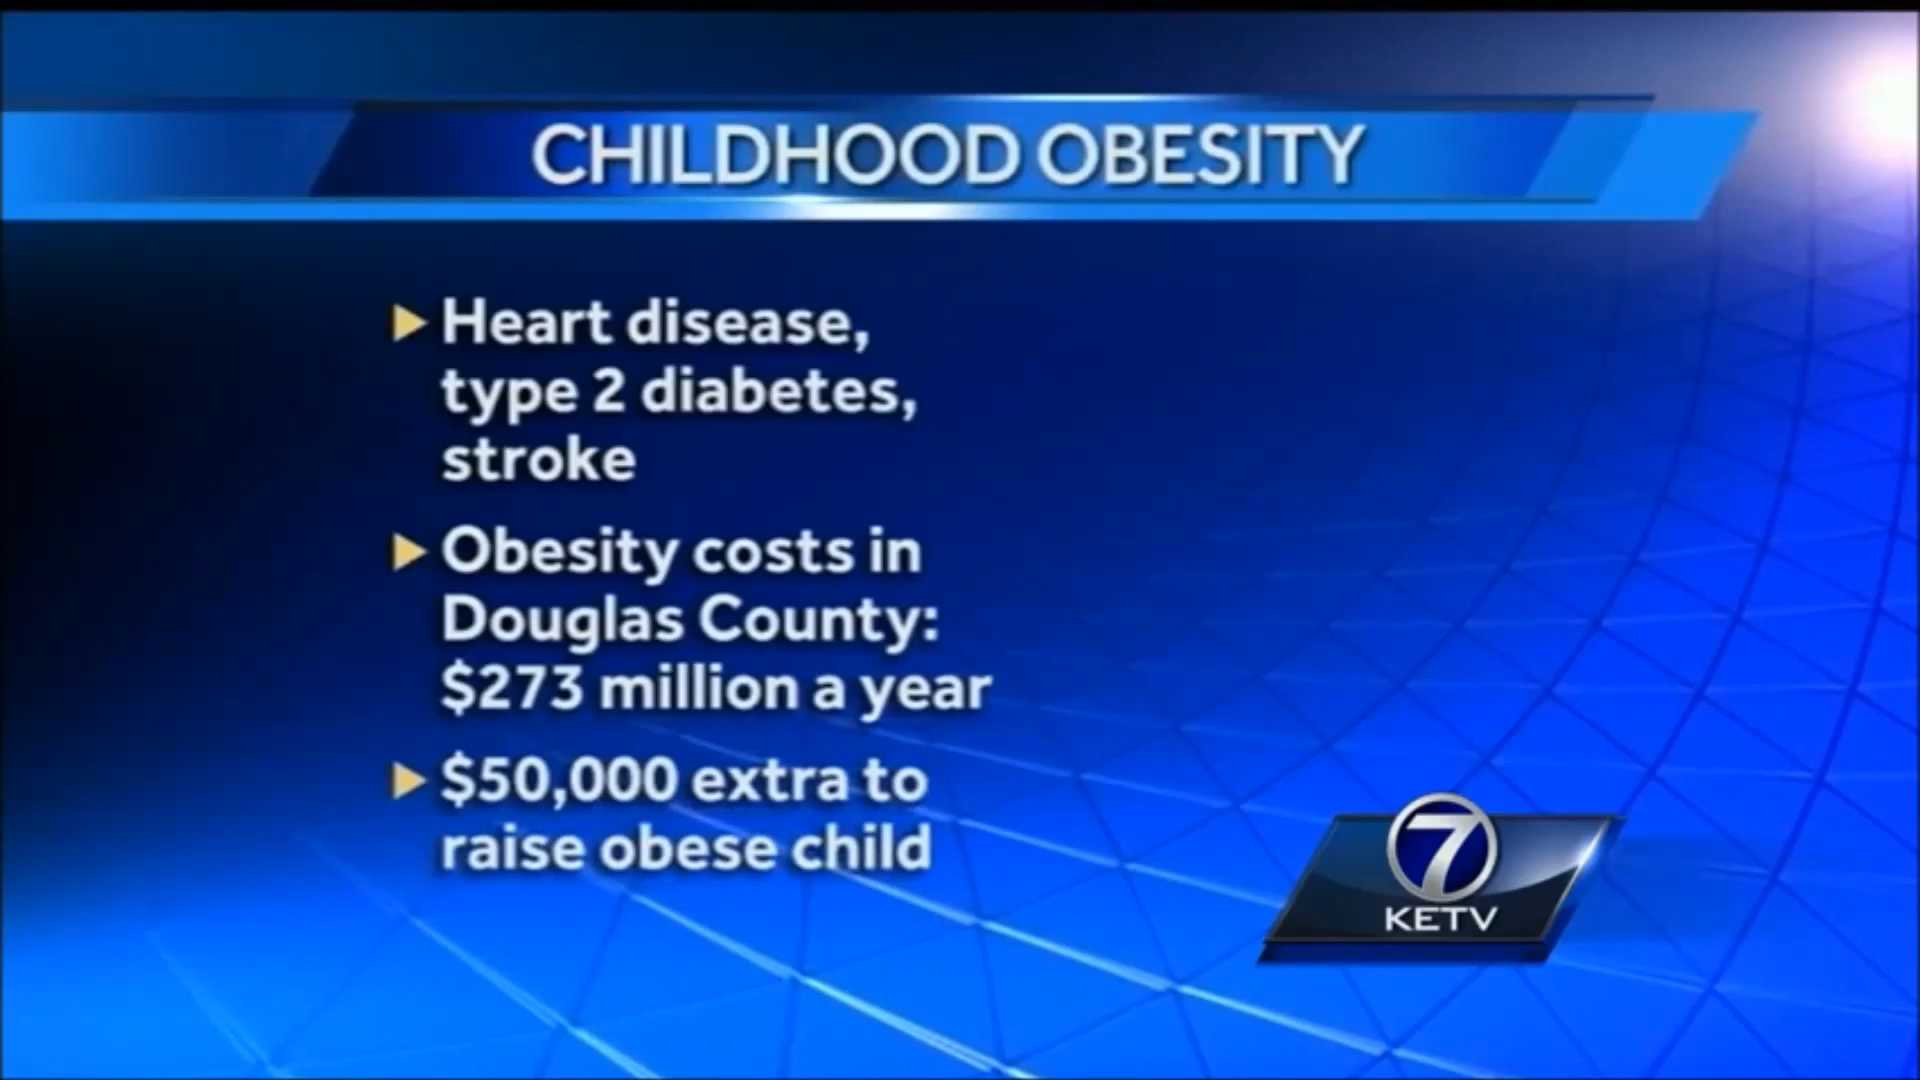 CHILDHOOD OBESITY
Heart disease,
type 2 diabetes,
stroke
Obesity costs in
Douglas County:
$273 million a year
$50,000 extra to
raise obese child
7
KETV